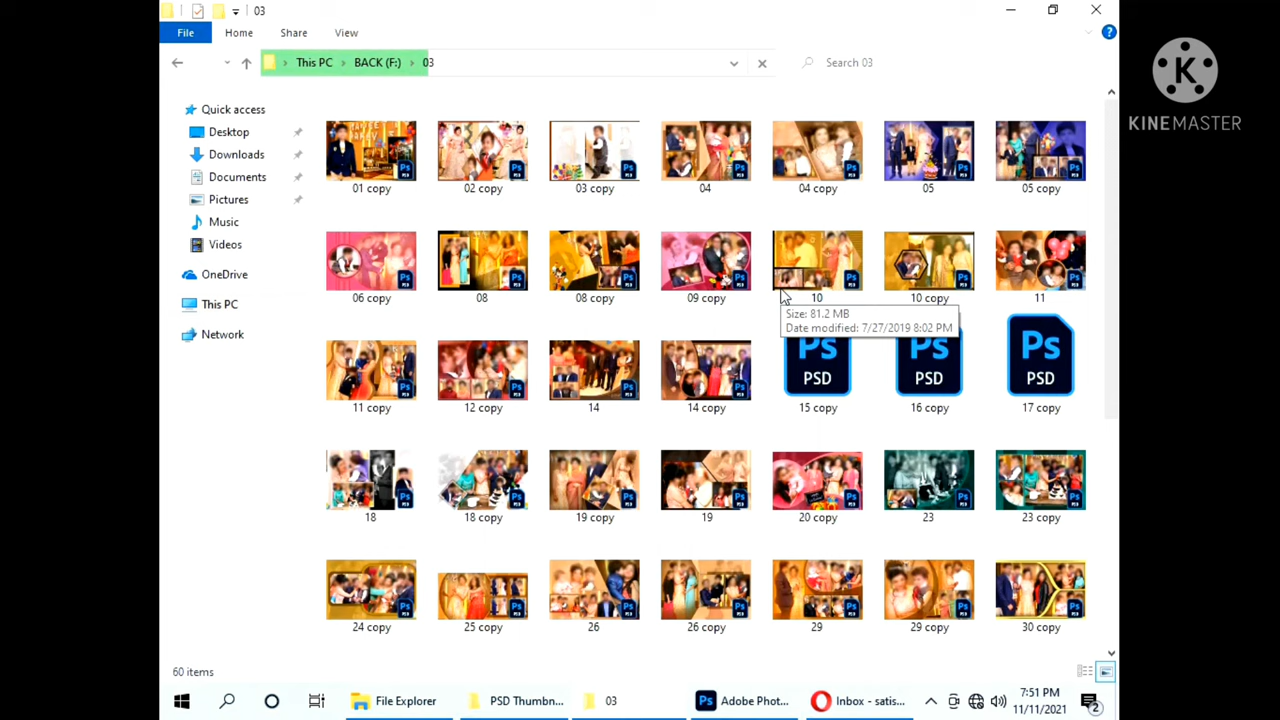 03
File Home Share View
This PC BACK (F:) 03
Search 03
K
KINEMASTER
Quick access
Desktop
Downloads
Documents
Pictures
Music
Videos
OneDrive
This PC
Network
01 copy 02 copy 03 copy 04 04 copy 05 05 copy
06 copy 08 08 copy 09 copy 10 10 copy 11
Size: 81.2 MB
Date modified: 7/27/2019 8:02 PM
Ps PSD Ps PSD Ps PSD
11 copy 12 copy 14 14 copy 15 copy 16 copy 17 copy
18 18 copy 19 copy 19 20 copy 23 23 copy
24 copy 25 copy 26 26 copy 29 29 copy 30 copy
60 items
File Explorer PSD Thumbn... 03 Ps Adobe Phot... Inbox - satis... 7:51 PM
11/11/2021 2